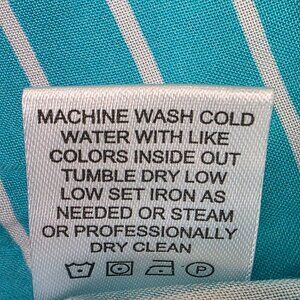 MACHINE WASH COLD
WATER WITH LIKE
COLORS INSIDE OUT
TUMBLE DRY LOW
LOW SET IRON AS
NEEDED OR STEAM
OR PROFESSIONALLY
DRY CLEAN
P